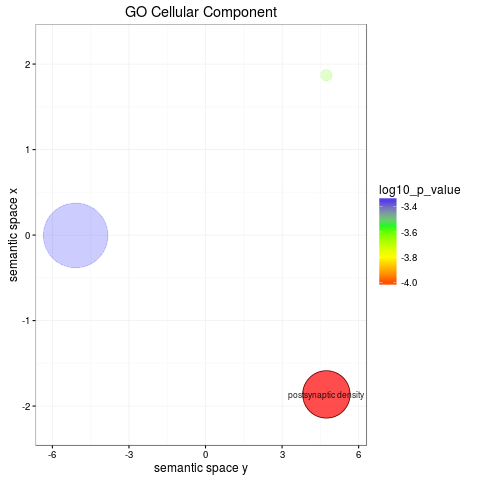 GO Cellular Component
2
1
0
-1
-2
semantic space x
-6
-3
0
3
6
semantic space y
postsynaptic density
log10_p_value
-3.4
-3.6
-3.8
-4.0